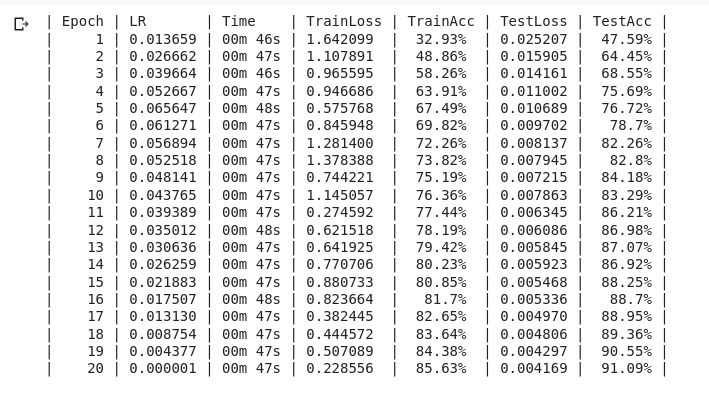 | Epoch | LR       | Time    | TrainLoss | TrainAcc | TestLoss | TestAcc |
|     1 | 0.013659 | 00m 46s | 1.642099  |  32.93%  | 0.025207 |  47.59% |
|     2 | 0.026662 | 00m 47s | 1.107891  |  48.86%  | 0.015905 |  64.45% |
|     3 | 0.039664 | 00m 46s | 0.965595  |  58.26%  | 0.014161 |  68.55% |
|     4 | 0.052667 | 00m 47s | 0.946686  |  63.91%  | 0.011002 |  75.69% |
|     5 | 0.065647 | 00m 48s | 0.575768  |  67.49%  | 0.010689 |  76.72% |
|     6 | 0.061271 | 00m 47s | 0.845948  |  69.82%  | 0.009702 |   78.7% |
|     7 | 0.056894 | 00m 47s | 1.281400  |  72.26%  | 0.008137 |  82.26% |
|     8 | 0.052518 | 00m 47s | 1.378388  |  73.82%  | 0.007945 |   82.8% |
|     9 | 0.048141 | 00m 47s | 0.744221  |  75.19%  | 0.007215 |  84.18% |
|    10 | 0.043765 | 00m 47s | 1.145057  |  76.36%  | 0.007863 |  83.29% |
|    11 | 0.039389 | 00m 47s | 0.274592  |  77.44%  | 0.006345 |  86.21% |
|    12 | 0.035012 | 00m 48s | 0.621518  |  78.19%  | 0.006086 |  86.98% |
|    13 | 0.030636 | 00m 47s | 0.641925  |  79.42%  | 0.005845 |  87.07% |
|    14 | 0.026259 | 00m 47s | 0.770706  |  80.23%  | 0.005923 |  86.92% |
|    15 | 0.021883 | 00m 47s | 0.880733  |  80.85%  | 0.005468 |  88.25% |
|    16 | 0.017507 | 00m 48s | 0.823664  |   81.7%  | 0.005336 |   88.7% |
|    17 | 0.013130 | 00m 47s | 0.382445  |  82.65%  | 0.004970 |  88.95% |
|    18 | 0.008754 | 00m 47s | 0.444572  |  83.64%  | 0.004806 |  89.36% |
|    19 | 0.004377 | 00m 47s | 0.507089  |  84.38%  | 0.004297 |  90.55% |
|    20 | 0.000001 | 00m 47s | 0.228556  |  85.63%  | 0.004169 |  91.09% |